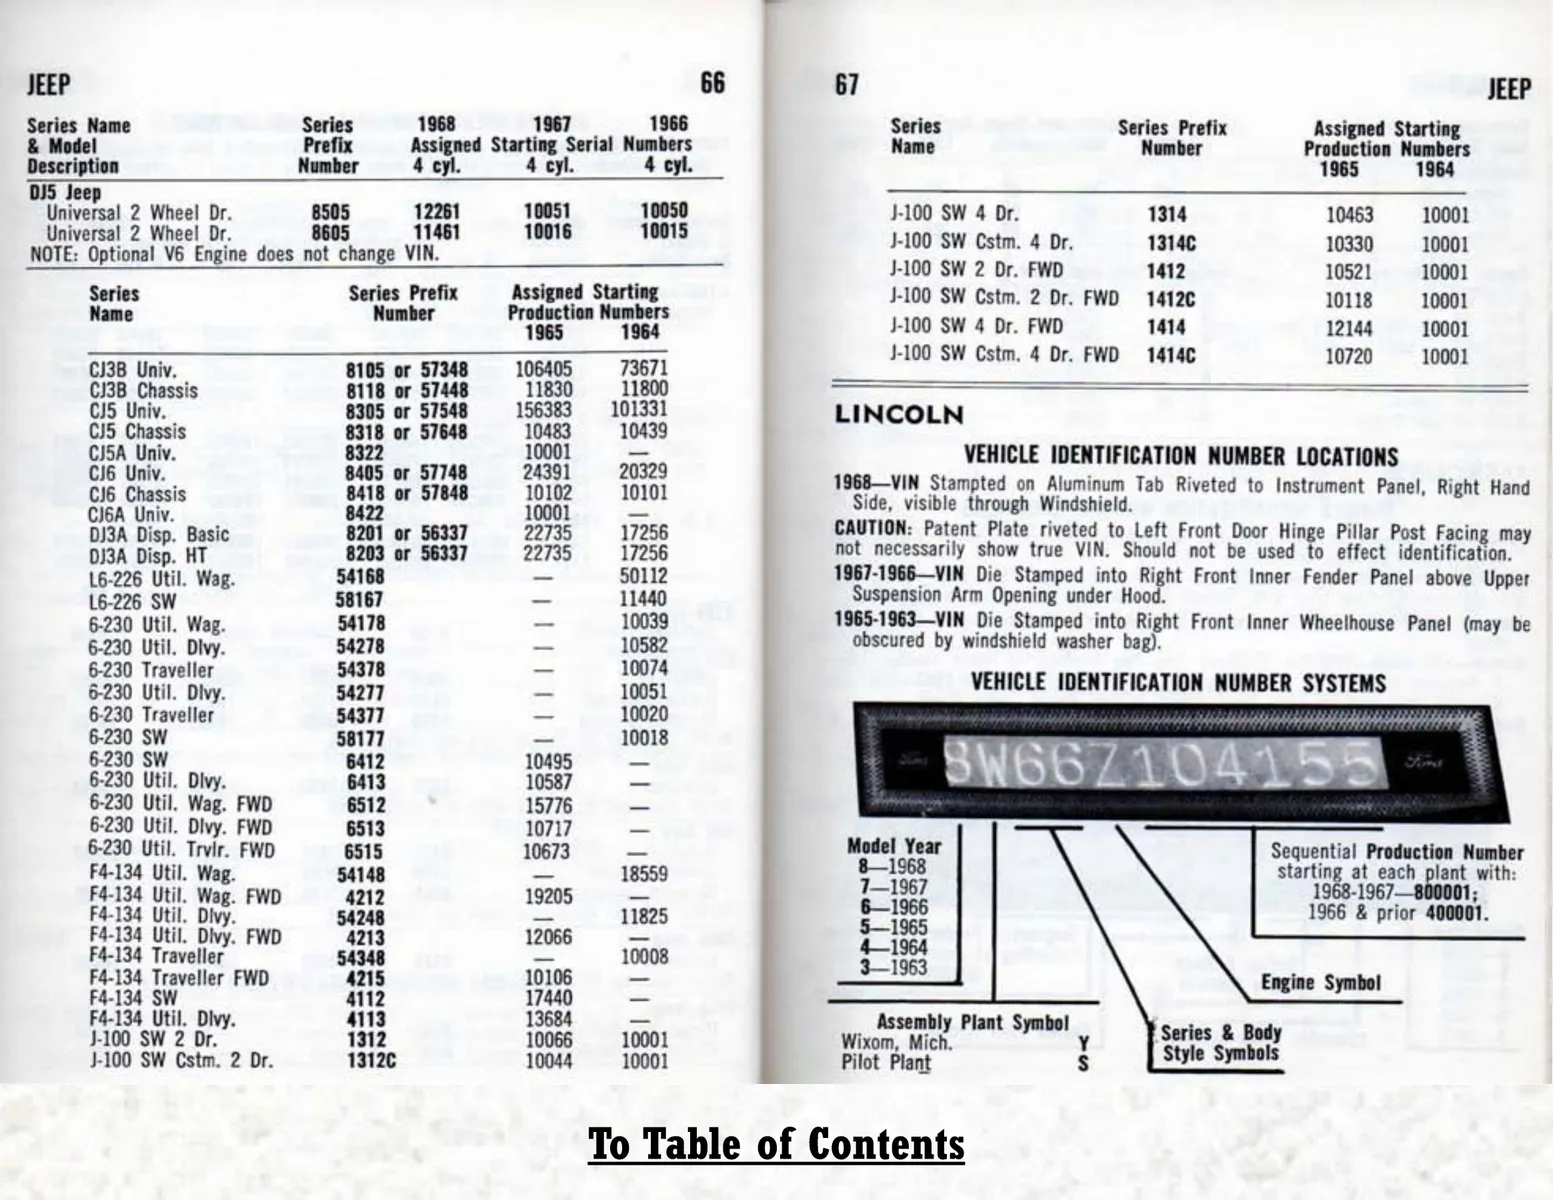 JEEP 66
Series Name Series 1968 1967 1966
& Model Prefix Assigned Starting Serial Numbers
Description Number 4 cyl. 4 cyl. 4 cyl.
DJ5 Jeep
Universal 2 Wheel Dr. 8505 12261 10051 10050
Universal 2 Wheel Dr. 8605 11461 10016 10015
NOTE: Optional V6 Engine does not change VIN.
Series Series Prefix Assigned Starting
Name Number Production Numbers
1965 1964
CJ3B Univ. 8105 or 57348 106405 73671
CJ3B Chassis 8118 or 57448 11830 11800
CJ5 Univ. 8305 or 57548 156383 101331
CJ5 Chassis 8318 or 57648 10483 10439
CJ5A Univ. 8322 10001 —
CJ6 Univ. 8405 or 57748 24391 20329
CJ6 Chassis 8418 or 57848 10102 10101
CJ6A Univ. 8422 10001 —
DJ3A Disp. Basic 8201 or 56337 22735 17256
DJ3A Disp. HT 8203 or 56337 22735 17256
L6-226 Util. Wag. 54168 — 50112
L6-226 SW 58167 — 11440
6-230 Util. Wag. 54178 — 10039
6-230 Util. Dlvy. 54278 — 10582
6-230 Traveller 54378 — 10074
6-230 Util. Dlvy. 54277 — 10051
6-230 Traveller 54377 — 10020
6-230 SW 58177 — 10018
6-230 SW 6412 10495 —
6-230 Util. Dlvy. 6413 10587 —
6-230 Util. Wag. FWD 6512 15776 —
6-230 Util. Dlvy. FWD 6513 10717 —
6-230 Util. Trvlr. FWD 6515 10673 —
F4-134 Util. Wag. 54148 — 18559
F4-134 Util. Wag. FWD 4212 19205 —
F4-134 Util. Dlvy. 54248 — 11825
F4-134 Util. Dlvy. FWD 4213 12066 —
F4-134 Traveller 54348 — 10008
F4-134 Traveller FWD 4215 10106 —
F4-134 SW 4112 17440 —
F4-134 Util. Dlvy. 4113 13684 —
J-100 SW 2 Dr. 1312 10066 10001
J-100 SW Cstm. 2 Dr. 1312C 10044 10001
67 JEEP
Series Series Prefix Assigned Starting
Name Number Production Numbers
1965 1964
J-100 SW 4 Dr. 1314 10463 10001
J-100 SW Cstm. 4 Dr. 1314C 10330 10001
J-100 SW 2 Dr. FWD 1412 10521 10001
J-100 SW Cstm. 2 Dr. FWD 1412C 10118 10001
J-100 SW 4 Dr. FWD 1414 12144 10001
J-100 SW Cstm. 4 Dr. FWD 1414C 10720 10001
LINCOLN
VEHICLE IDENTIFICATION NUMBER LOCATIONS
1968—VIN Stampted on Aluminum Tab Riveted to Instrument Panel, Right Hand
Side, visible through Windshield.
CAUTION: Patent Plate riveted to Left Front Door Hinge Pillar Post Facing may
not necessarily show true VIN. Should not be used to effect identification.
1967-1966—VIN Die Stamped into Right Front Inner Fender Panel above Upper
Suspension Arm Opening under Hood.
1965-1963—VIN Die Stamped into Right Front Inner Wheelhouse Panel (may be
obscured by windshield washer bag).
VEHICLE IDENTIFICATION NUMBER SYSTEMS
Ford 8W66Z104155 Ford
Model Year
8—1968
7—1967
6—1966
5—1965
4—1964
3—1963
Sequential Production Number
starting at each plant with:
1968-1967—800001;
1966 & prior 400001.
Engine Symbol
Assembly Plant Symbol
Wixom, Mich. Y
Pilot Plant S
Series & Body
Style Symbols
To Table of Contents